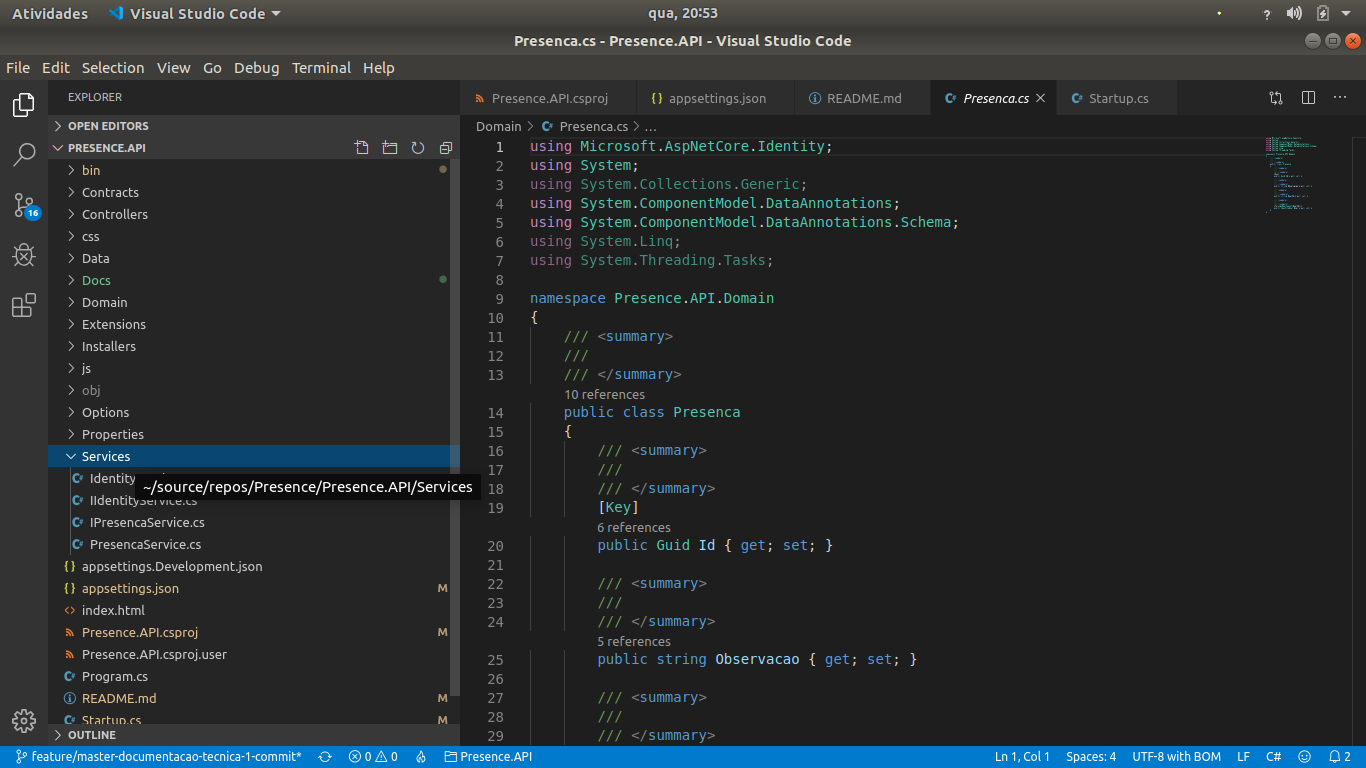 Atividades Visual Studio Code qua, 20:53 ?
Presenca.cs - Presence.API - Visual Studio Code
File Edit Selection View Go Debug Terminal Help
EXPLORER
OPEN EDITORS
PRESENCE.API
bin
Contracts
Controllers
css
Data
Docs
Domain
Extensions
Installers
js
obj
Options
Properties
Services
Identity
~/source/repos/Presence/Presence.API/Services
IIdentityService.cs
IPresencaService.cs
PresencaService.cs
{} appsettings.Development.json
{} appsettings.json M
<> index.html
Presence.API.csproj M
Presence.API.csproj.user
C# Program.cs
README.md M
C# Startup.cs M
OUTLINE
16
Presence.API.csproj {} appsettings.json README.md C# Presenca.cs C# Startup.cs ...
Domain > C# Presenca.cs > ...
1 using Microsoft.AspNetCore.Identity;
2 using System;
3 using System.Collections.Generic;
4 using System.ComponentModel.DataAnnotations;
5 using System.ComponentModel.DataAnnotations.Schema;
6 using System.Linq;
7 using System.Threading.Tasks;
8
9 namespace Presence.API.Domain
10 {
11 /// <summary>
12 ///
13 /// </summary>
10 references
14 public class Presenca
15 {
16 /// <summary>
17 ///
18 /// </summary>
19 [Key]
6 references
20 public Guid Id { get; set; }
21
22 /// <summary>
23 ///
24 /// </summary>
5 references
25 public string Observacao { get; set; }
26
27 /// <summary>
28 ///
29 /// </summary>
feature/master-documentacao-tecnica-1-commit* 0 0 Presence.API Ln 1, Col 1 Spaces: 4 UTF-8 with BOM LF C# 2